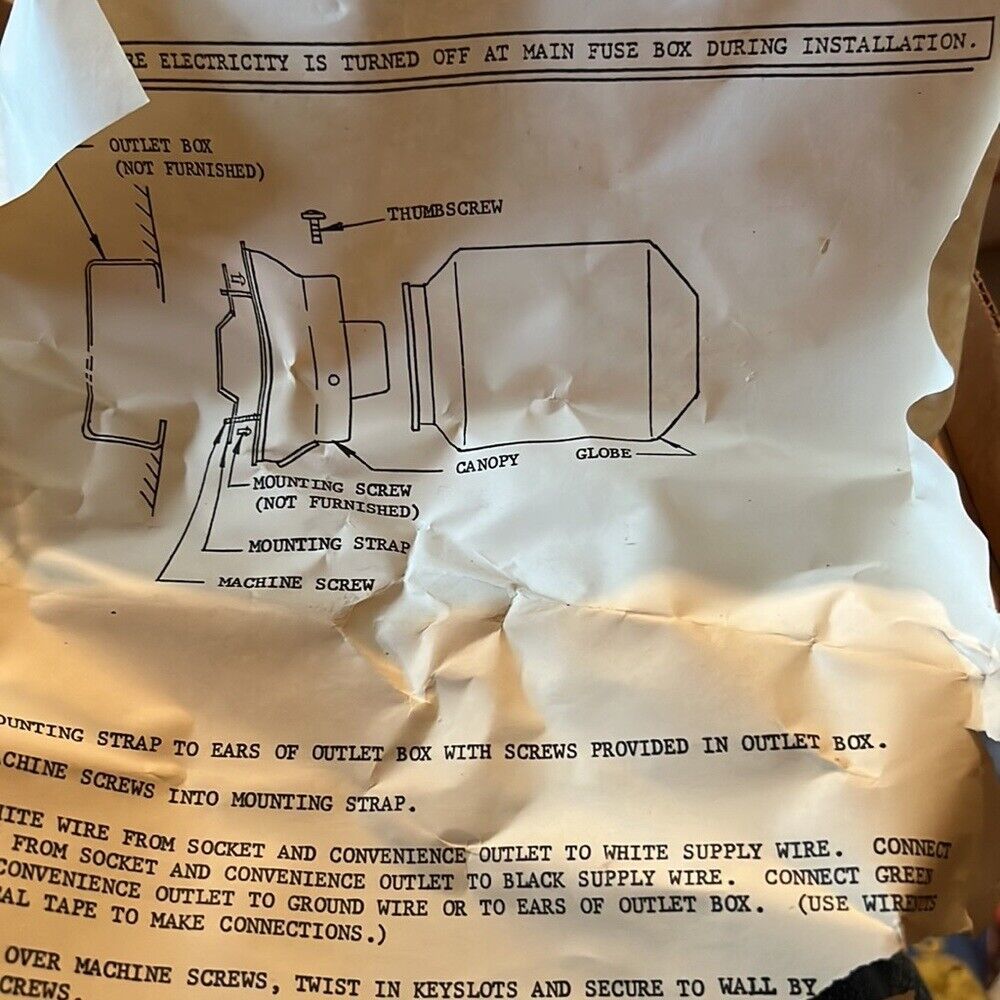 RE ELECTRICITY IS TURNED OFF AT MAIN FUSE BOX DURING INSTALLATION.
OUTLET BOX
(NOT FURNISHED)
THUMBSCREW
CANOPY
GLOBE
MOUNTING SCREW
(NOT FURNISHED)
MOUNTING STRAP
MACHINE SCREW
OUNTING STRAP TO EARS OF OUTLET BOX WITH SCREWS PROVIDED IN OUTLET BOX.
CHINE SCREWS INTO MOUNTING STRAP.
ITE WIRE FROM SOCKET AND CONVENIENCE OUTLET TO WHITE SUPPLY WIRE. CONNECT
FROM SOCKET AND CONVENIENCE OUTLET TO BLACK SUPPLY WIRE. CONNECT GREEN
CONVENIENCE OUTLET TO GROUND WIRE OR TO EARS OF OUTLET BOX. (USE
AL TAPE TO MAKE CONNECTIONS.)
OVER MACHINE SCREWS, TWIST IN KEYSLOTS AND SECURE TO WALL BY
CREWS.